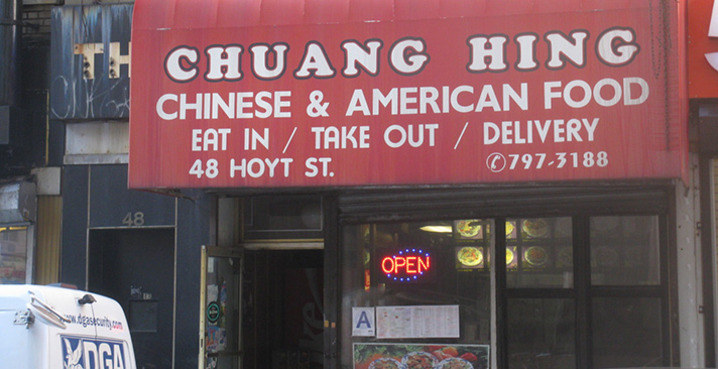 TH
CHUANG HING
CHINESE & AMERICAN FOOD
EAT IN / TAKE OUT / DELIVERY
48 HOYT ST.
797-3188
48
OPEN
A
www.dgasecurity.com
DGA